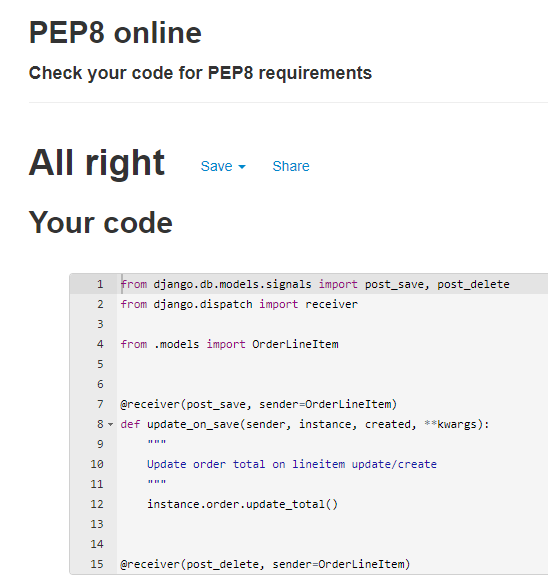 PEP8 online
Check your code for PEP8 requirements
All right Save Share
Your code
1 from django.db.models.signals import post_save, post_delete
2 from django.dispatch import receiver
3
4 from .models import OrderLineItem
5
6
7 @receiver(post_save, sender=OrderLineItem)
8 def update_on_save(sender, instance, created, **kwargs):
9 """
10 Update order total on lineitem update/create
11 """
12 instance.order.update_total()
13
14
15 @receiver(post_delete, sender=OrderLineItem)